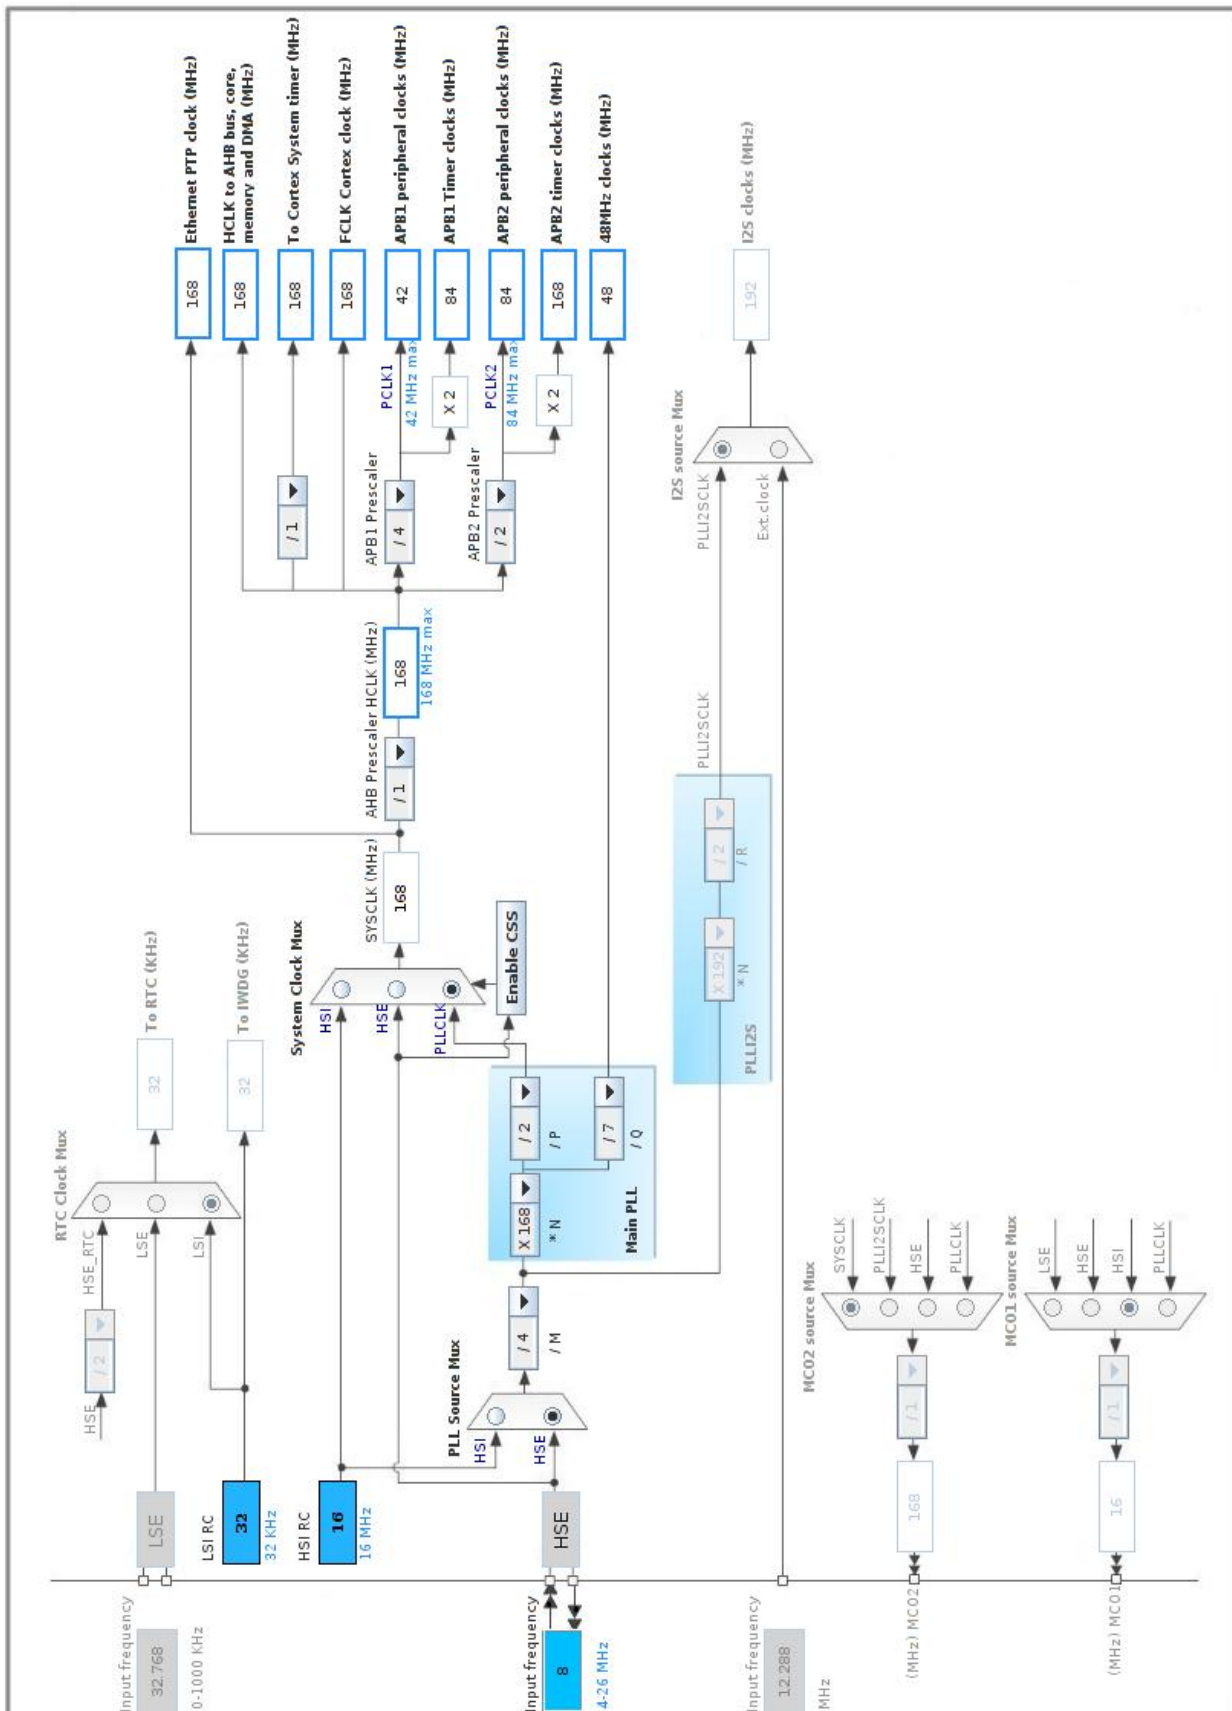 Input frequency
32.768
0-1000 KHz
LSE
HSE
/ 2
HSE_RTC
LSE
LSI
RTC Clock Mux
32
To RTC (KHz)
LSI RC
32
32 KHz
32
To IWDG (KHz)
HSI RC
16
16 MHz
Input frequency
8
4-26 MHz
HSE
PLL Source Mux
HSI
HSE
/ 4
/ M
X 168
* N
/ 2
/ P
/ 7
/ Q
Main PLL
System Clock Mux
HSI
HSE
PLLCLK
Enable CSS
SYSCLK (MHz)
168
AHB Prescaler
/ 1
HCLK (MHz)
168
168 MHz max
/ 1
APB1 Prescaler
/ 4
PCLK1
42 MHz max
X 2
APB2 Prescaler
/ 2
PCLK2
84 MHz max
X 2
168
Ethernet PTP clock (MHz)
168
HCLK to AHB bus, core,
memory and DMA (MHz)
168
To Cortex System timer (MHz)
168
FCLK Cortex clock (MHz)
42
APB1 peripheral clocks (MHz)
84
APB1 Timer clocks (MHz)
84
APB2 peripheral clocks (MHz)
168
APB2 timer clocks (MHz)
48
48MHz clocks (MHz)
X 192
* N
/ 2
/ R
PLLI2S
PLLI2SCLK
I2S source Mux
PLLI2SCLK
Ext.clock
192
I2S clocks (MHz)
Input frequency
12.288
MHz
MCO2 source Mux
SYSCLK
PLLI2SCLK
HSE
PLLCLK
/ 1
168
(MHz) MCO2
MCO1 source Mux
LSE
HSE
HSI
PLLCLK
/ 1
16
(MHz) MCO1